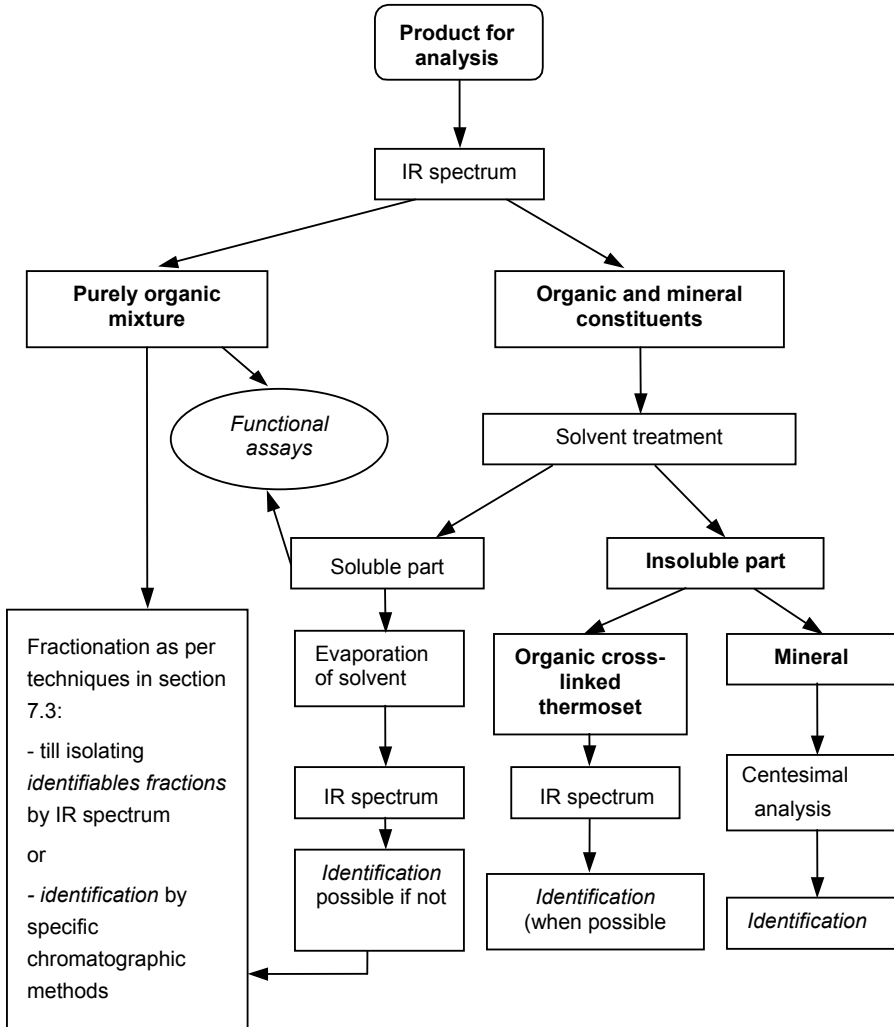 Product for
analysis
IR spectrum
Purely organic
mixture
Organic and mineral
constituents
Functional
assays
Solvent treatment
Soluble part
Insoluble part
Fractionation as per
techniques in section
7.3:
- till isolating
identifiables fractions
by IR spectrum
or
- identification by
specific
chromatographic
methods
Evaporation
of solvent
Organic cross-
linked
thermoset
Mineral
IR spectrum
IR spectrum
Centesimal
analysis
Identification
possible if not
Identification
(when possible
Identification